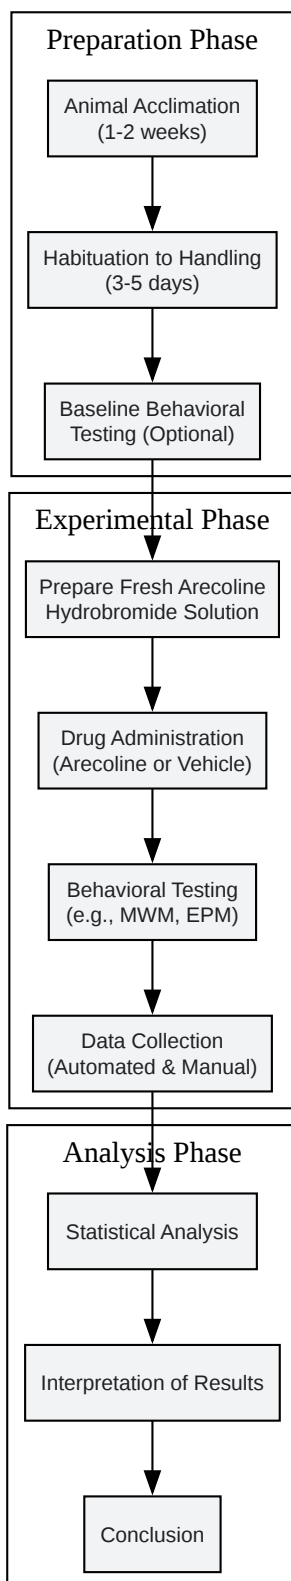 Preparation Phase
Animal Acclimation
(1-2 weeks)
Habituation to Handling
(3-5 days)
Baseline Behavioral
Testing (Optional)
Experimental Phase
Prepare Fresh Arecoline
Hydrobromide Solution
Drug Administration
(Arecoline or Vehicle)
Behavioral Testing
(e.g., MWM, EPM)
Data Collection
(Automated & Manual)
Analysis Phase
Statistical Analysis
Interpretation of Results
Conclusion